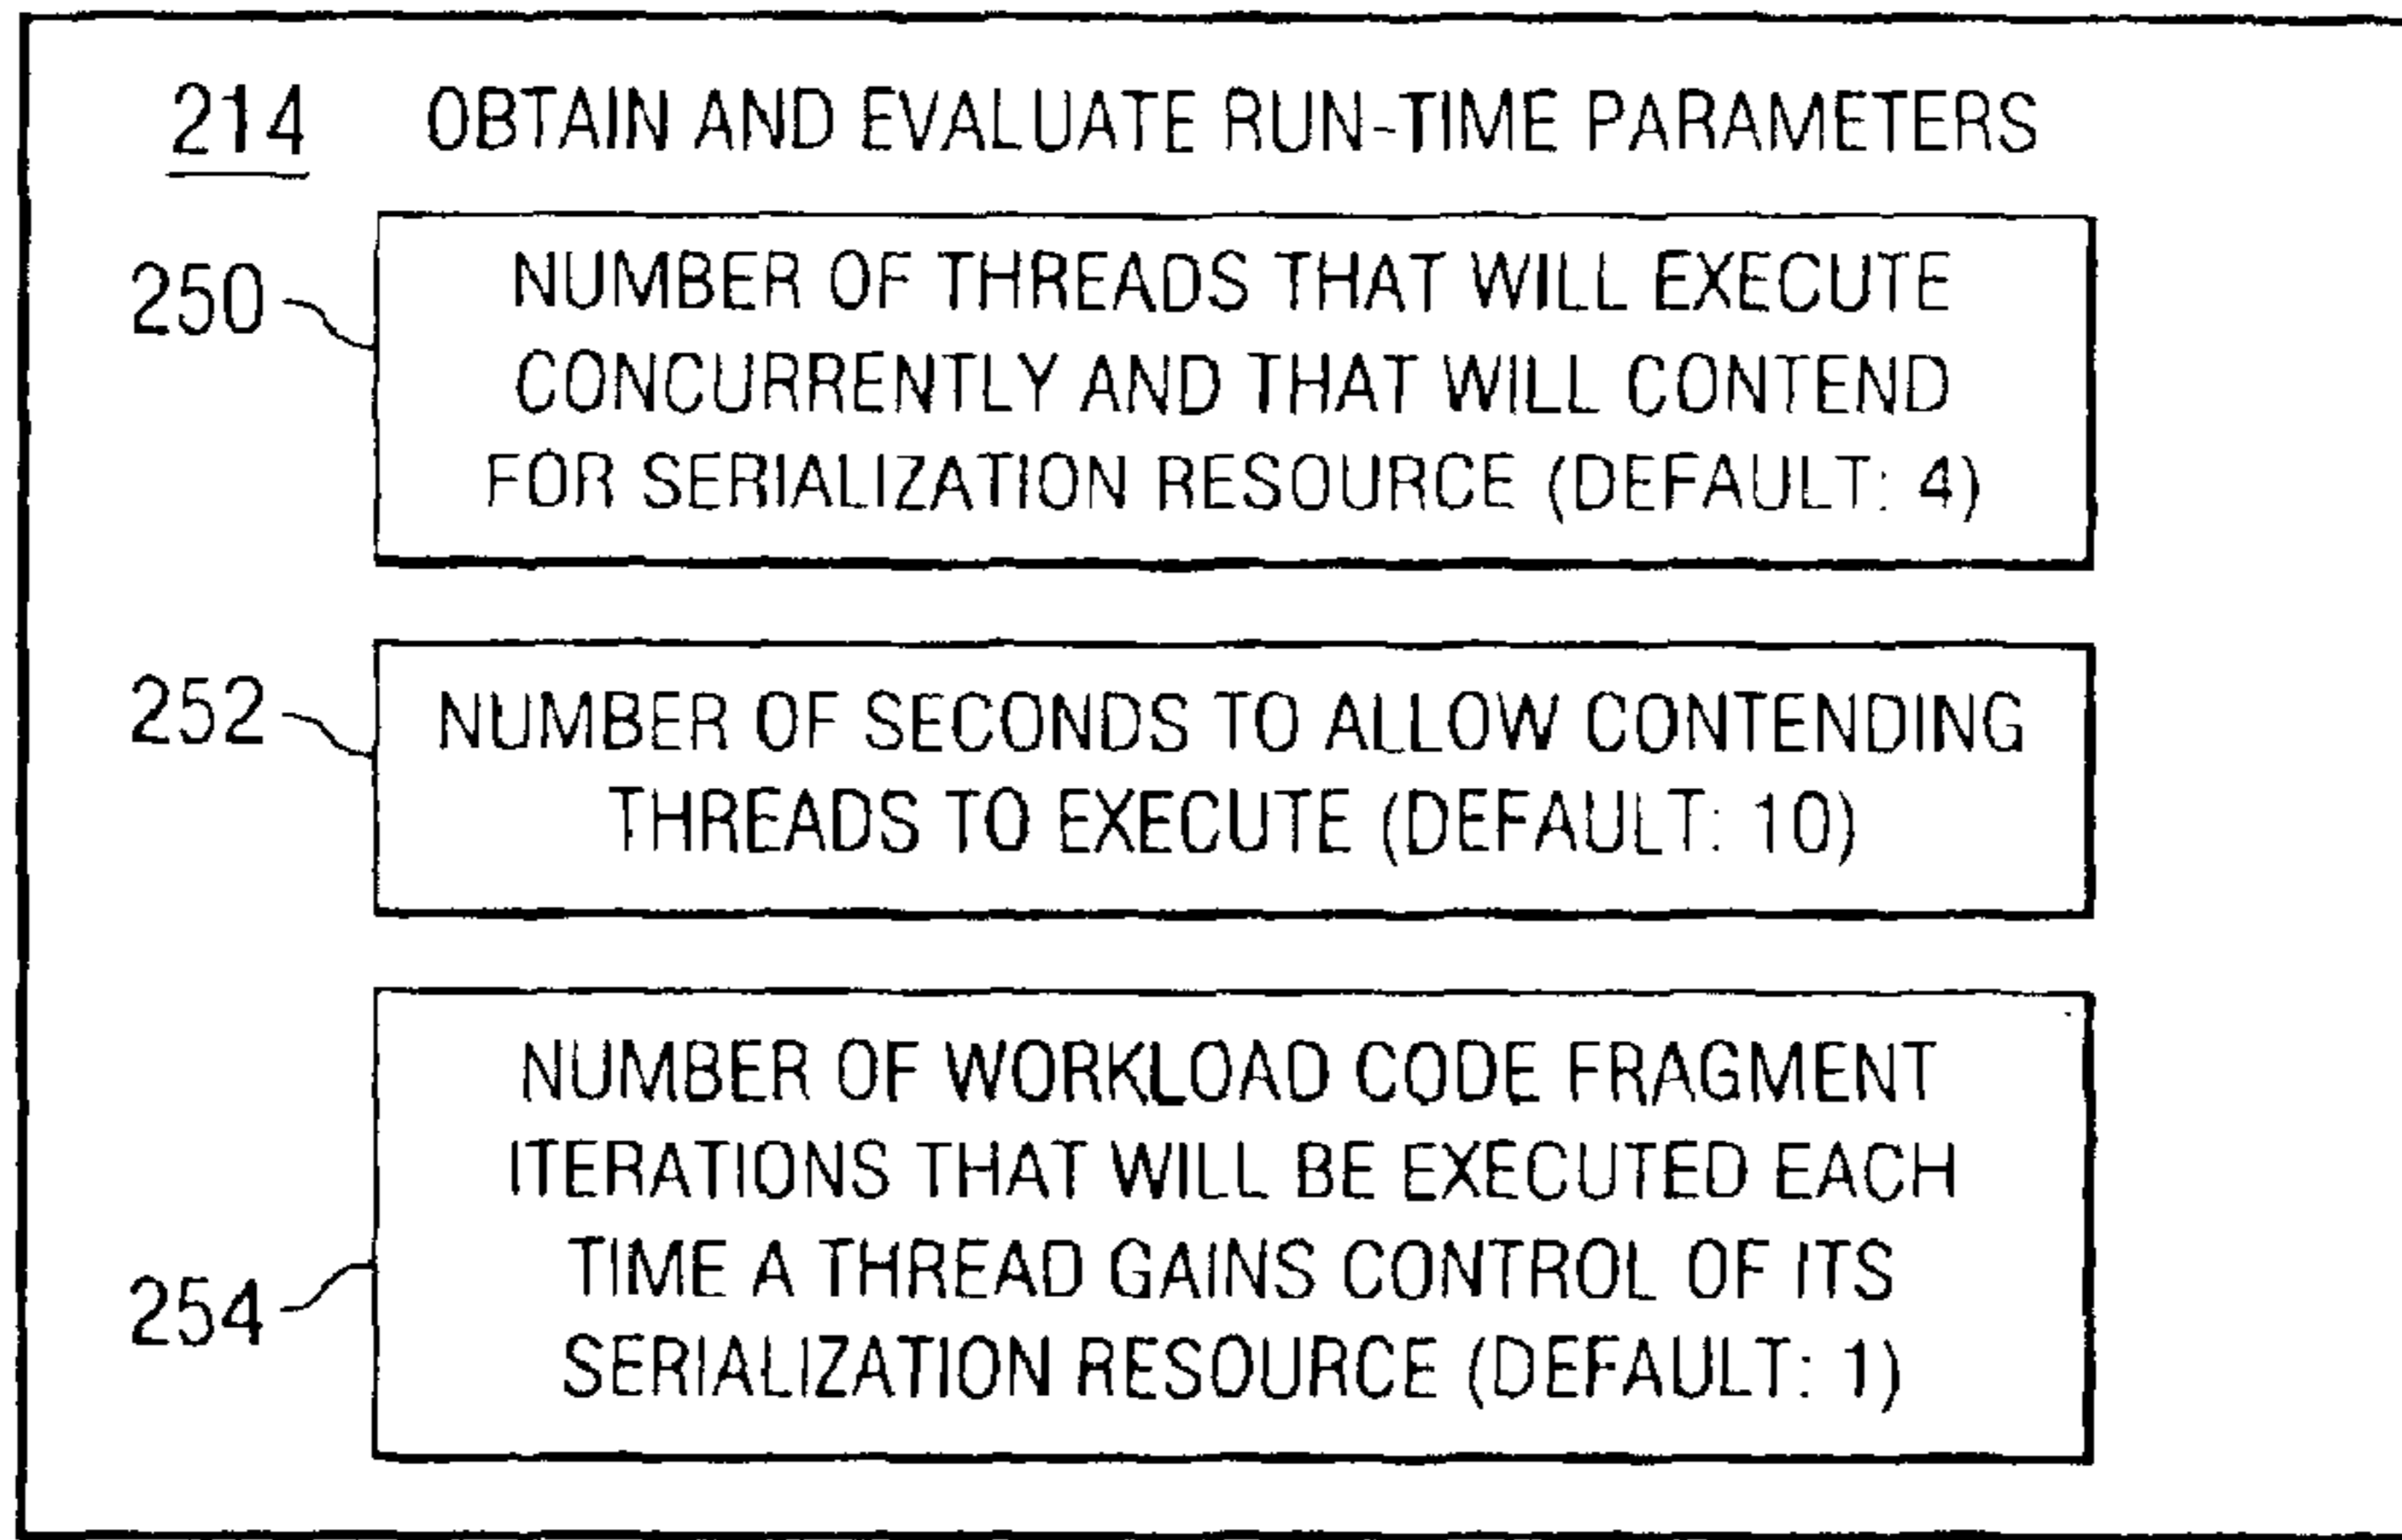 214 OBTAIN AND EVALUATE RUN-TIME PARAMETERS
250
NUMBER OF THREADS THAT WILL EXECUTE
CONCURRENTLY AND THAT WILL CONTEND
FOR SERIALIZATION RESOURCE (DEFAULT: 4)
252
NUMBER OF SECONDS TO ALLOW CONTENDING
THREADS TO EXECUTE (DEFAULT: 10)
254
NUMBER OF WORKLOAD CODE FRAGMENT
ITERATIONS THAT WILL BE EXECUTED EACH
TIME A THREAD GAINS CONTROL OF ITS
SERIALIZATION RESOURCE (DEFAULT: 1)